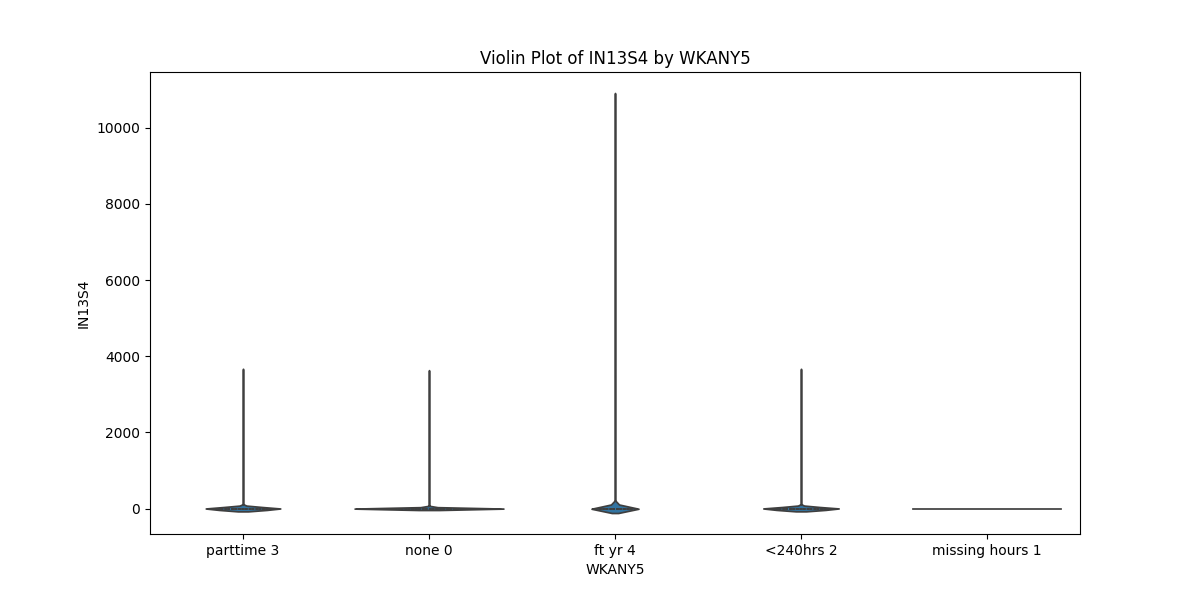 Violin Plot of IN13S4 by WKANY5
10000
8000
6000
4000
2000
0
IN13S4
parttime 3
none 0
ft yr 4
<240hrs 2
missing hours 1
WKANY5